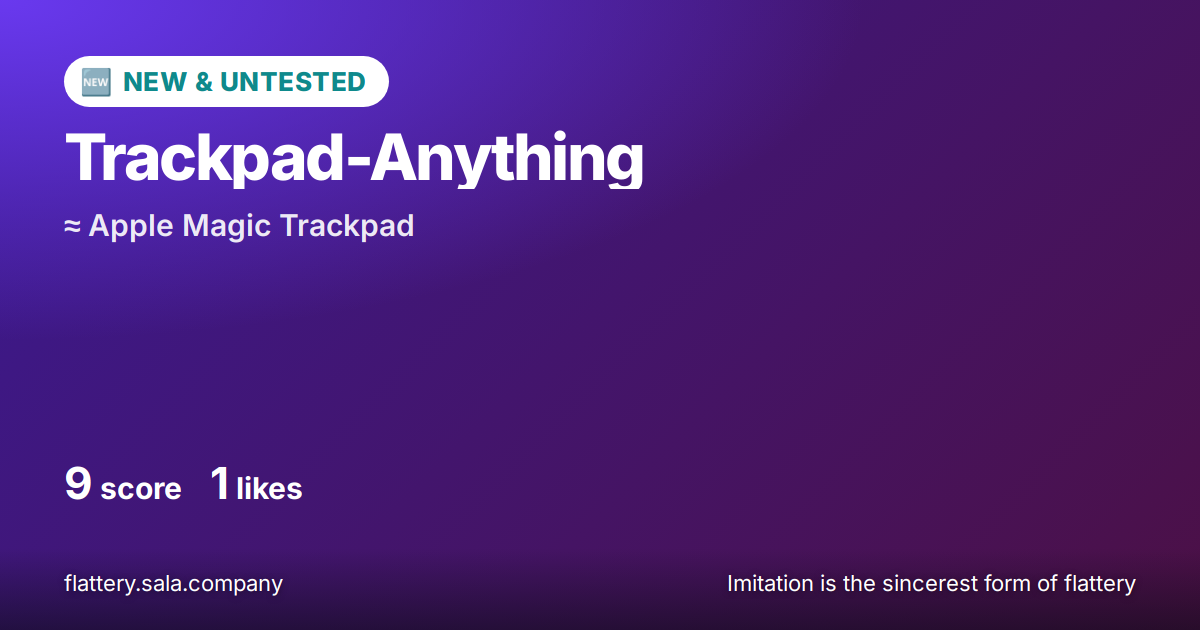 🆕 NEW & UNTESTED
Trackpad-Anything
≈ Apple Magic Trackpad
9 score 1 likes
flattery.sala.company
Imitation is the sincerest form of flattery